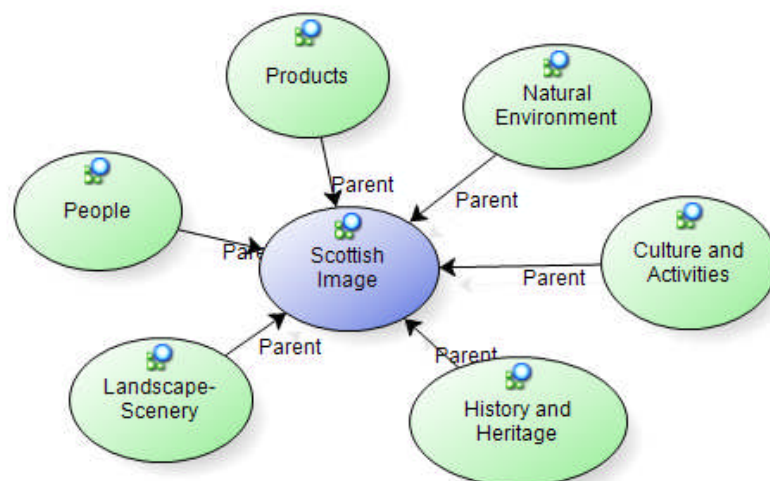 Products
Natural
Environment
Parent
Parent
People
Scottish
Image
Culture and
Activities
Parent
Parent
Parent
Landscape-
Scenery
History and
Heritage